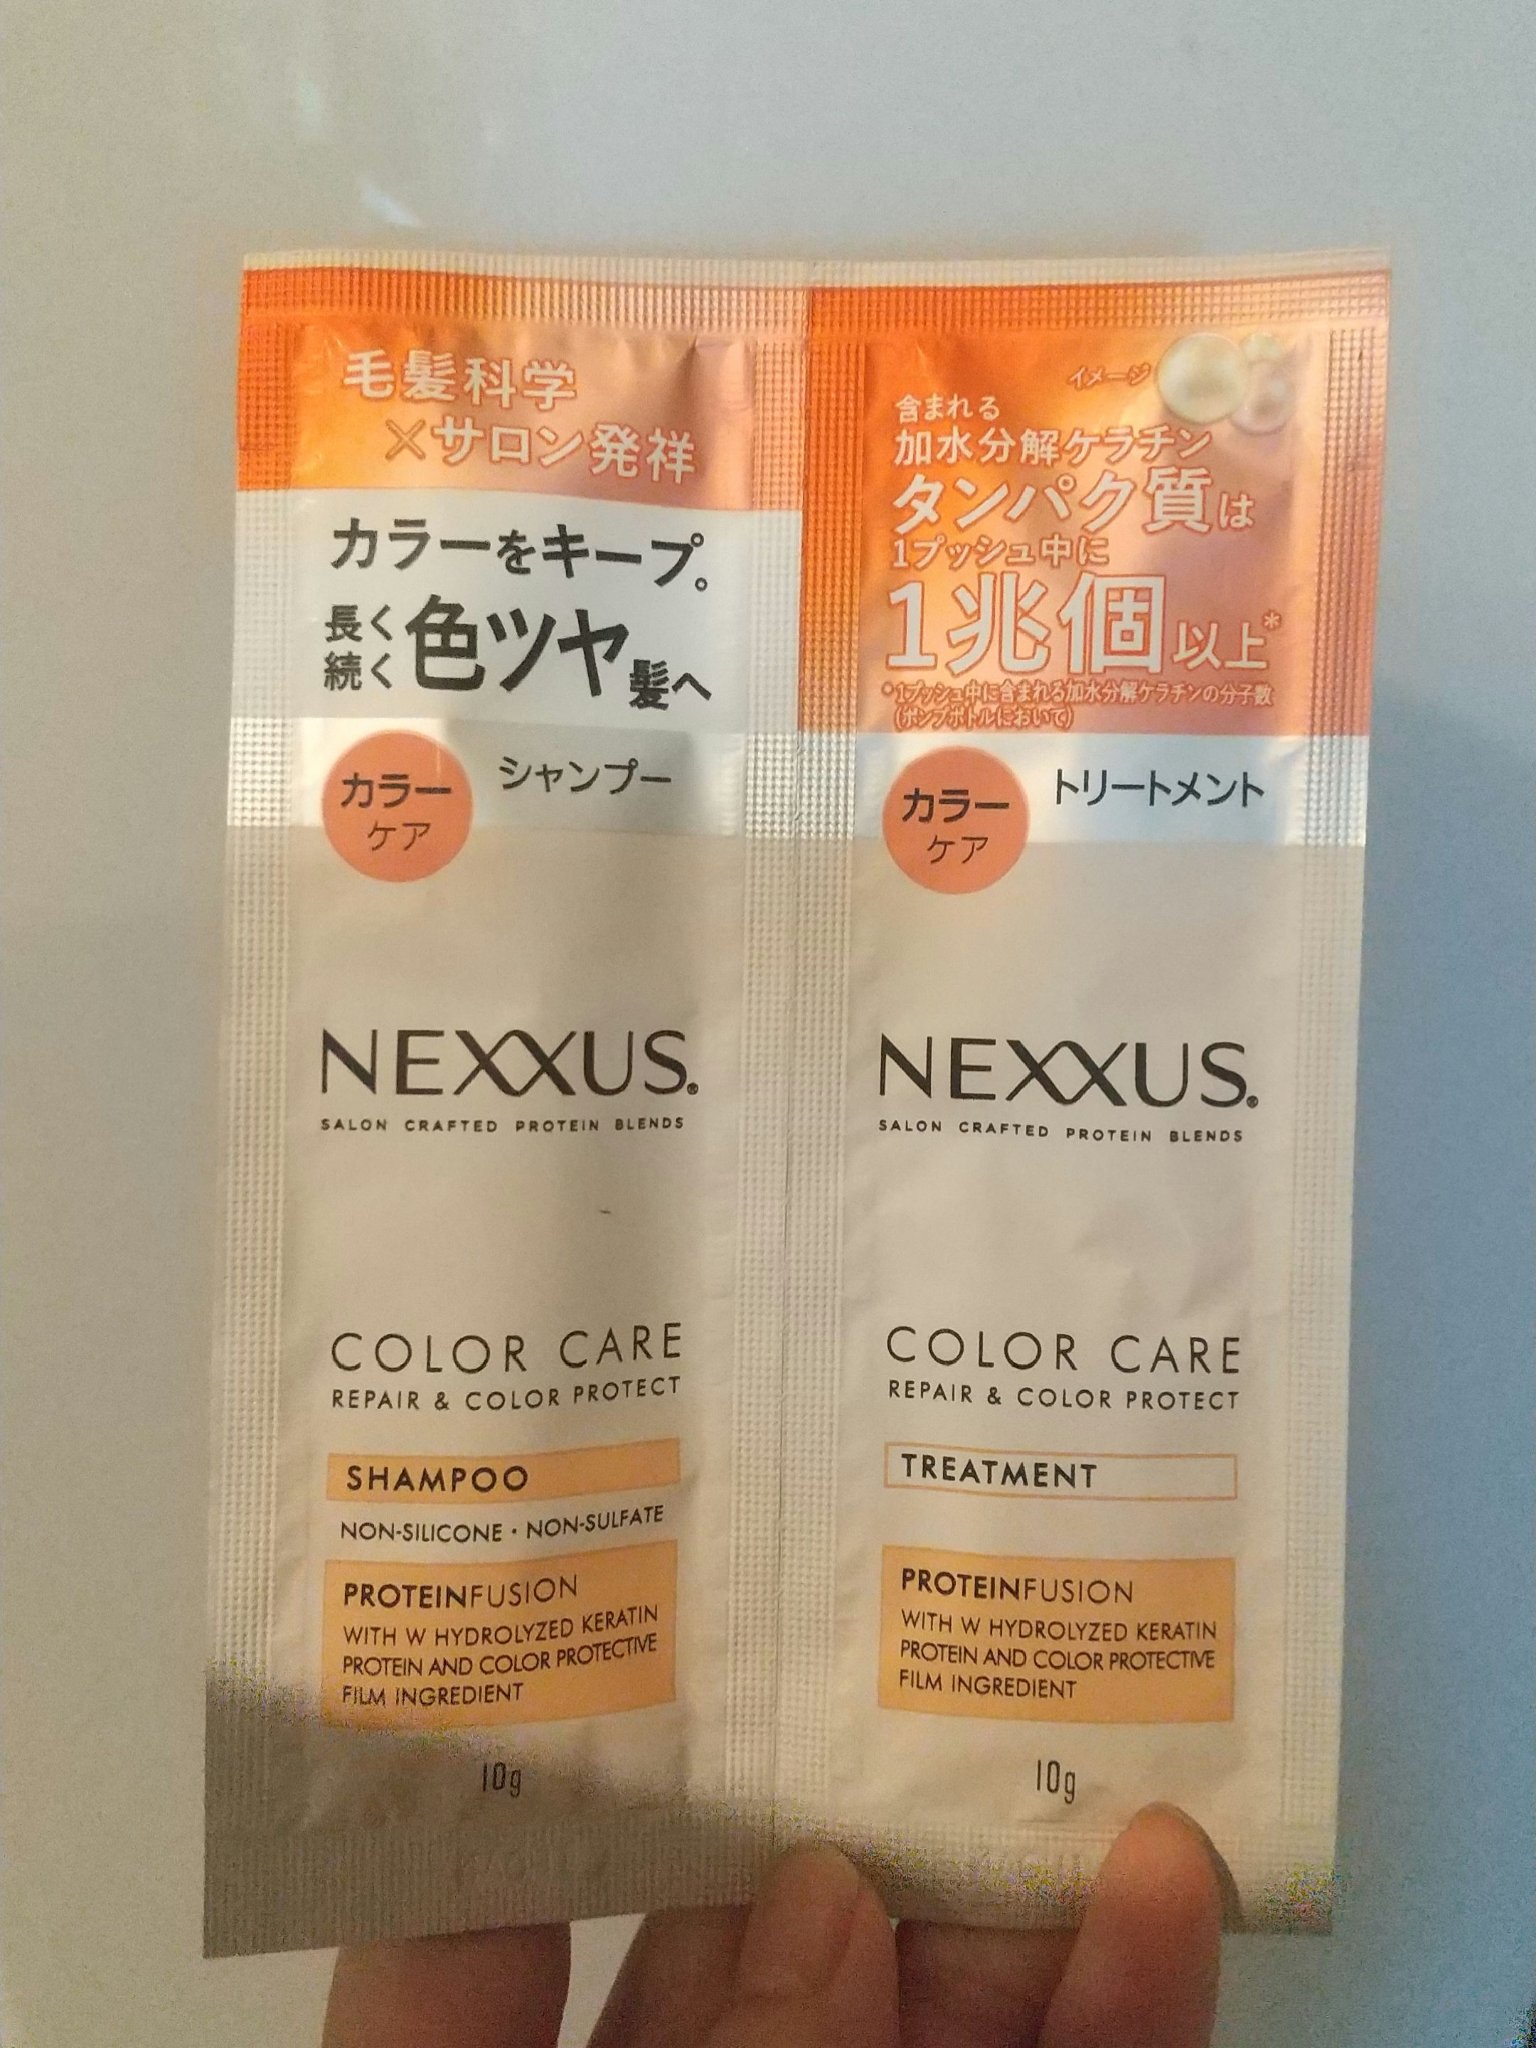 毛髪科学
×サロン発祥
カラーをキープ。
長く
続く
色ツヤ髪へ
カラー
ケア
シャンプー
NEXXUS®
SALON CRAFTED PROTEIN BLENDS
COLOR CARE
REPAIR & COLOR PROTECT
SHAMPOO
NON-SILICONE・NON-SULFATE
PROTEINFUSION
WITH W HYDROLYZED KERATIN
PROTEIN AND COLOR PROTECTIVE
FILM INGREDIENT
10g
イメージ
含まれる
加水分解ケラチン
タンパク質は
1プッシュ中に
1兆個以上*
*1プッシュ中に含まれる加水分解ケラチンの分子数
(ポンプボトルにおいて)
カラー
ケア
トリートメント
NEXXUS®
SALON CRAFTED PROTEIN BLENDS
COLOR CARE
REPAIR & COLOR PROTECT
TREATMENT
PROTEINFUSION
WITH W HYDROLYZED KERATIN
PROTEIN AND COLOR PROTECTIVE
FILM INGREDIENT
10g